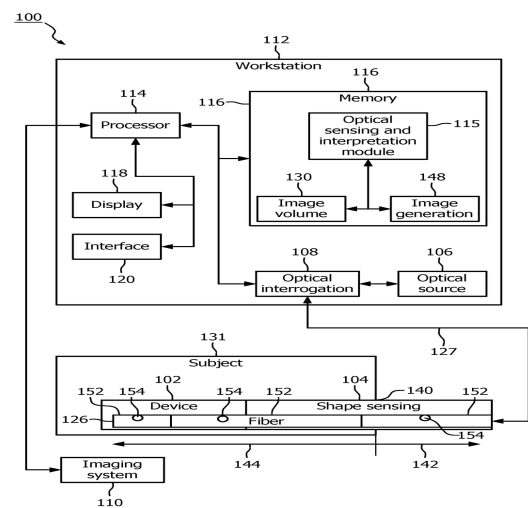 100
112
Workstation
114
Processor
116
116
Memory
Optical
sensing and
interpretation
module
115
118
Display
130
Image
volume
148
Image
generation
Interface
120
108
Optical
interrogation
106
Optical
source
131
Subject
127
152 102 104 140
154 154 152 152
Device
Shape sensing
126
Fiber
154
144
142
Imaging
system
110